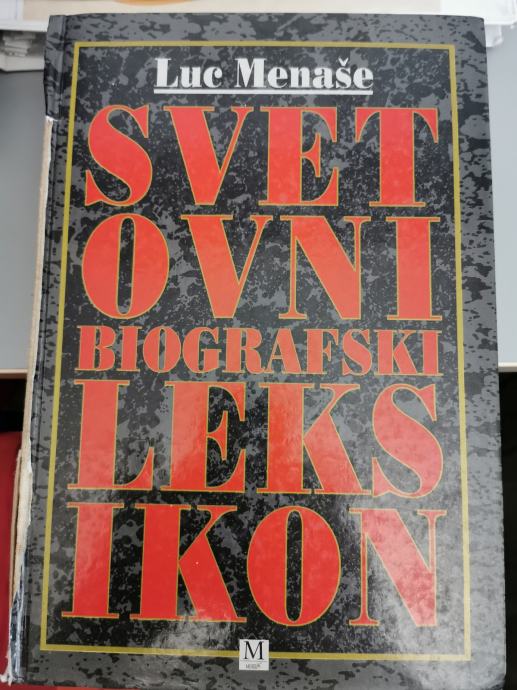 Luc Menaše
SVET
OVNI
BIOGRAFSKI
LEKS
IKON
M